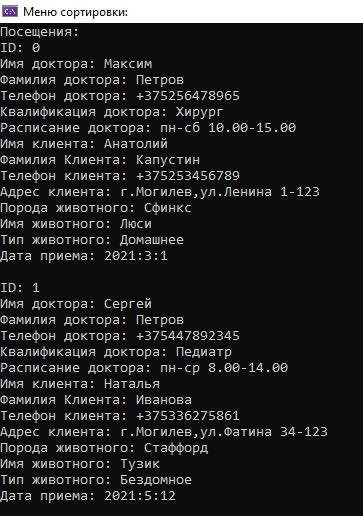 C:\ Меню сортировки:
Посещения:
ID: 0
Имя доктора: Максим
Фамилия доктора: Петров
Телефон доктора: +375256478965
Квалификация доктора: Хирург
Расписание доктора: пн-сб 10.00-15.00
Имя клиента: Анатолий
Фамилия Клиента: Капустин
Телефон клиента: +375253456789
Адрес клиента: г.Могилев,ул.Ленина 1-123
Порода животного: Сфинкс
Имя животного: Люси
Тип животного: Домашнее
Дата приема: 2021:3:1
ID: 1
Имя доктора: Сергей
Фамилия доктора: Петров
Телефон доктора: +375447892345
Квалификация доктора: Педиатр
Расписание доктора: пн-ср 8.00-14.00
Имя клиента: Наталья
Фамилия Клиента: Иванова
Телефон клиента: +375336275861
Адрес клиента: г.Могилев,ул.Фатина 34-123
Порода животного: Стаффорд
Имя животного: Тузик
Тип животного: Бездомное
Дата приема: 2021:5:12